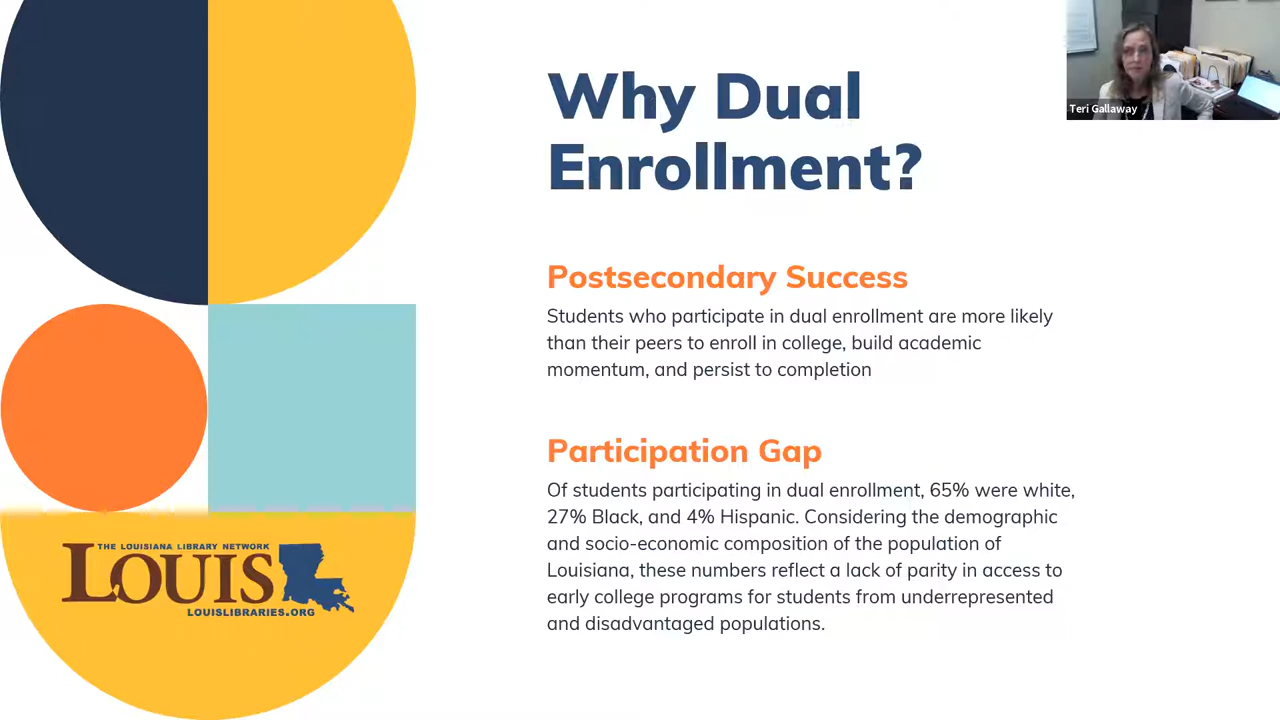 Why Dual
Enrollment?
Teri Gallaway
Postsecondary Success
Students who participate in dual enrollment are more likely
than their peers to enroll in college, build academic
momentum, and persist to completion
Participation Gap
Of students participating in dual enrollment, 65% were white,
27% Black, and 4% Hispanic. Considering the demographic
and socio-economic composition of the population of
Louisiana, these numbers reflect a lack of parity in access to
early college programs for students from underrepresented
and disadvantaged populations.
THE LOUISIANA LIBRARY NETWORK
LOUIS
LOUISLIBRARIES.ORG